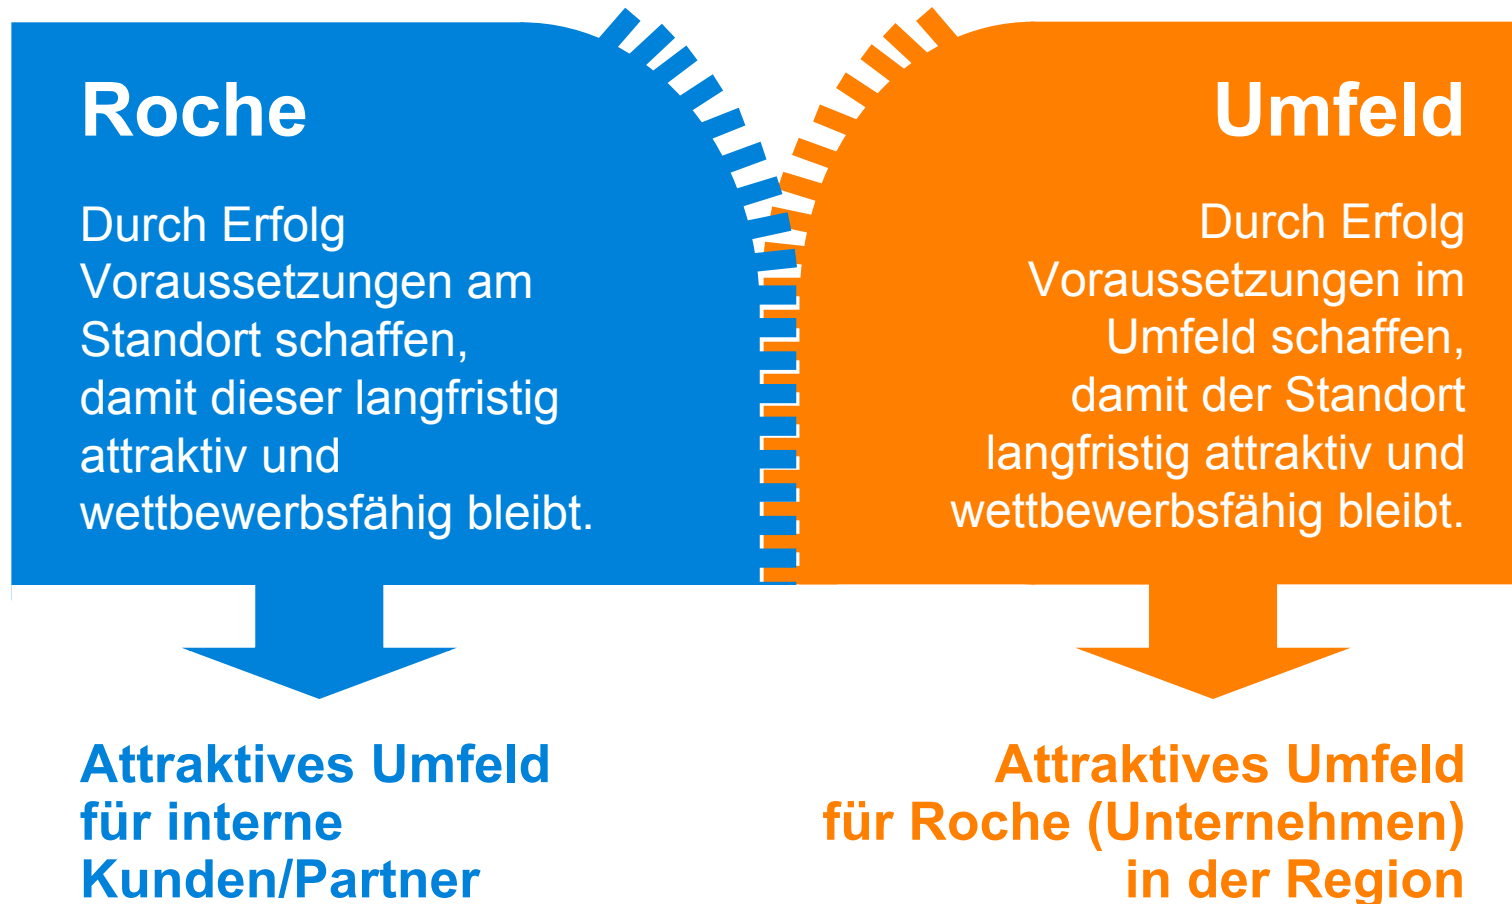 Roche
Durch Erfolg
Voraussetzungen am
Standort schaffen,
damit dieser langfristig
attraktiv und
wettbewerbsfähig bleibt.
Attraktives Umfeld
für interne
Kunden/Partner
Umfeld
Durch Erfolg
Voraussetzungen im
Umfeld schaffen,
damit der Standort
langfristig attraktiv und
wettbewerbsfähig bleibt.
Attraktives Umfeld
für Roche (Unternehmen)
in der Region